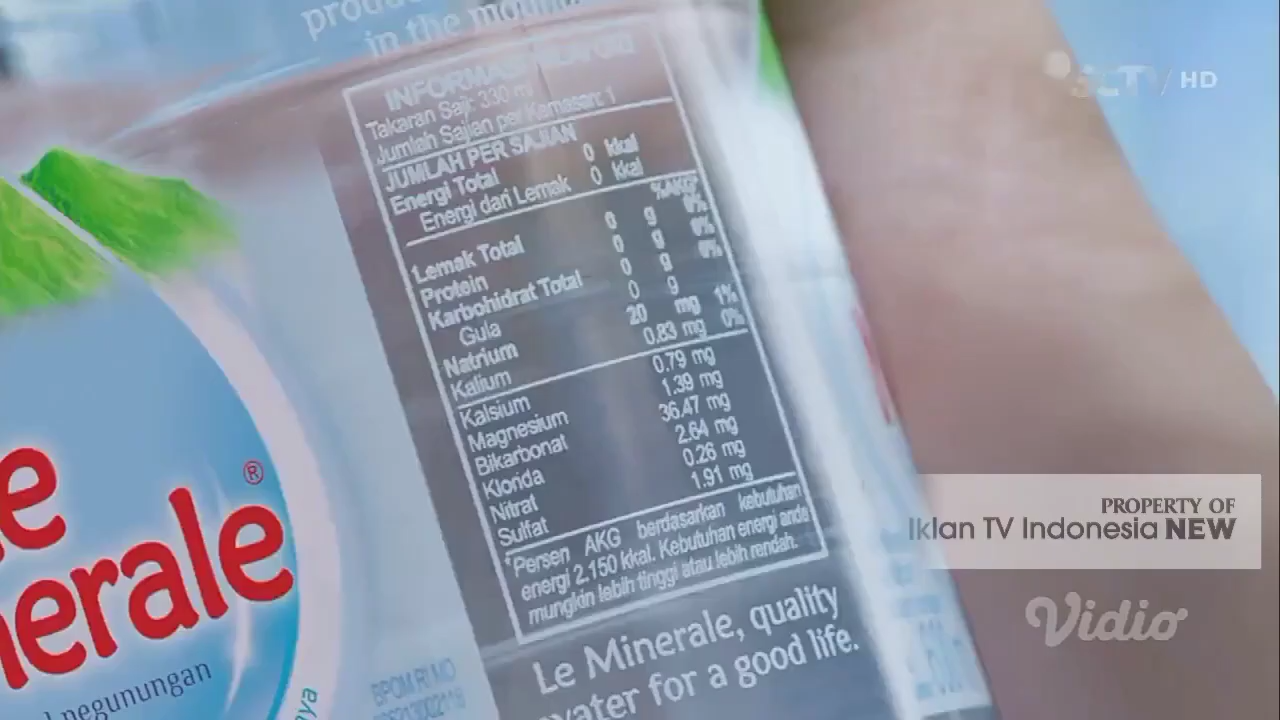 in the
INFORMASI
Takaran Saji: 330 ml
Jumlah Sajian per Kemasan: 1
JUMLAH PER SAJIAN
Energi Total 0 kkal
Energi dari Lemak 0 kkal
%AKG*
Lemak Total 0 g 0%
Protein 0 g 0%
Karbohidrat Total 0 g 0%
Gula 0 g
Natrium 20 mg 1%
Kalium 0.83 mg 0%
Kalsium 0.79 mg
Magnesium 1.39 mg
Bikarbonat 36.47 mg
Klorida 2.64 mg
Nitrat 0.26 mg
Sulfat 1.91 mg
*Persen AKG berdasarkan kebutuhan
energi 2.150 kkal. Kebutuhan energi anda
mungkin lebih tinggi atau lebih rendah.
Le Minerale, quality
water for a good life.
e
nerale®
pegunungan
BPOM RI MD
SCTV HD
PROPERTY OF
Iklan TV Indonesia NEW
Vidio